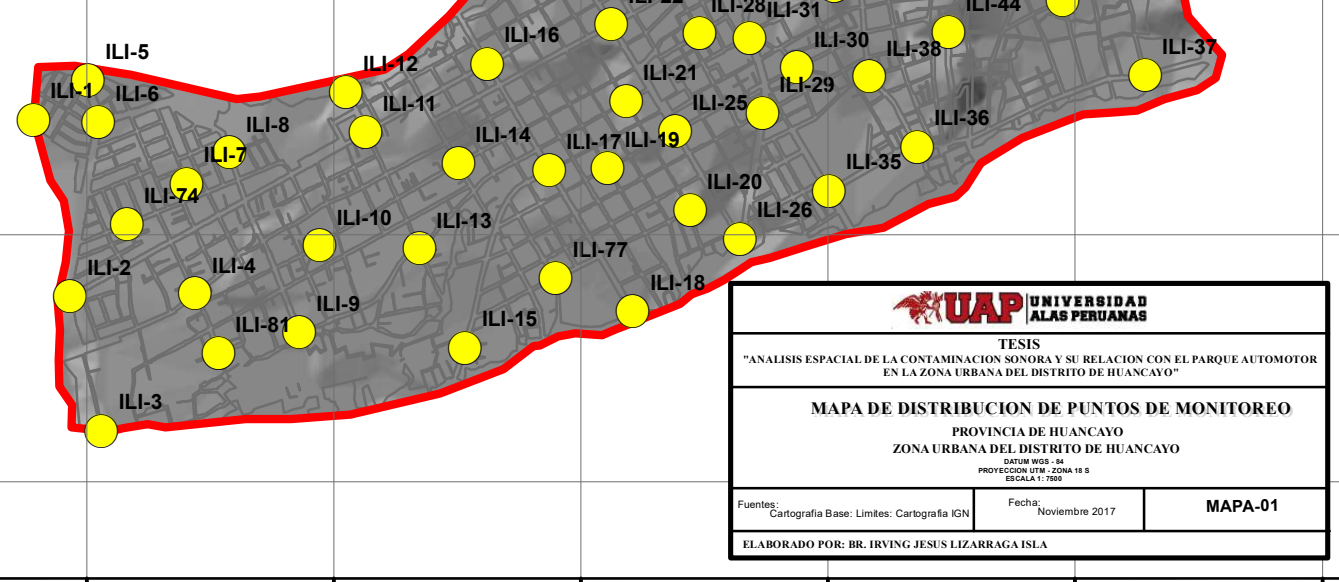 ILI-28
ILI-31
ILI-44
ILI-16
ILI-30
ILI-38
ILI-37
ILI-5
ILI-12
ILI-21
ILI-29
ILI-1
ILI-6
ILI-11
ILI-25
ILI-8
ILI-14
ILI-17
ILI-19
ILI-36
ILI-7
ILI-35
ILI-74
ILI-20
ILI-10
ILI-13
ILI-26
ILI-77
ILI-2
ILI-4
ILI-18
ILI-9
ILI-81
ILI-15
ILI-3
UAP UNIVERSIDAD
ALAS PERUANAS
TESIS
"ANALISIS ESPACIAL DE LA CONTAMINACION SONORA Y SU RELACION CON EL PARQUE AUTOMOTOR
EN LA ZONA URBANA DEL DISTRITO DE HUANCAYO"
MAPA DE DISTRIBUCION DE PUNTOS DE MONITOREO
PROVINCIA DE HUANCAYO
ZONA URBANA DEL DISTRITO DE HUANCAYO
DATUM WGS - 84
PROYECCION UTM - ZONA 18 S
ESCALA 1: 7500
Fuentes:
Cartografia Base: Limites: Cartografia IGN
Fecha:
Noviembre 2017
MAPA-01
ELABORADO POR: BR. IRVING JESUS LIZARRAGA ISLA